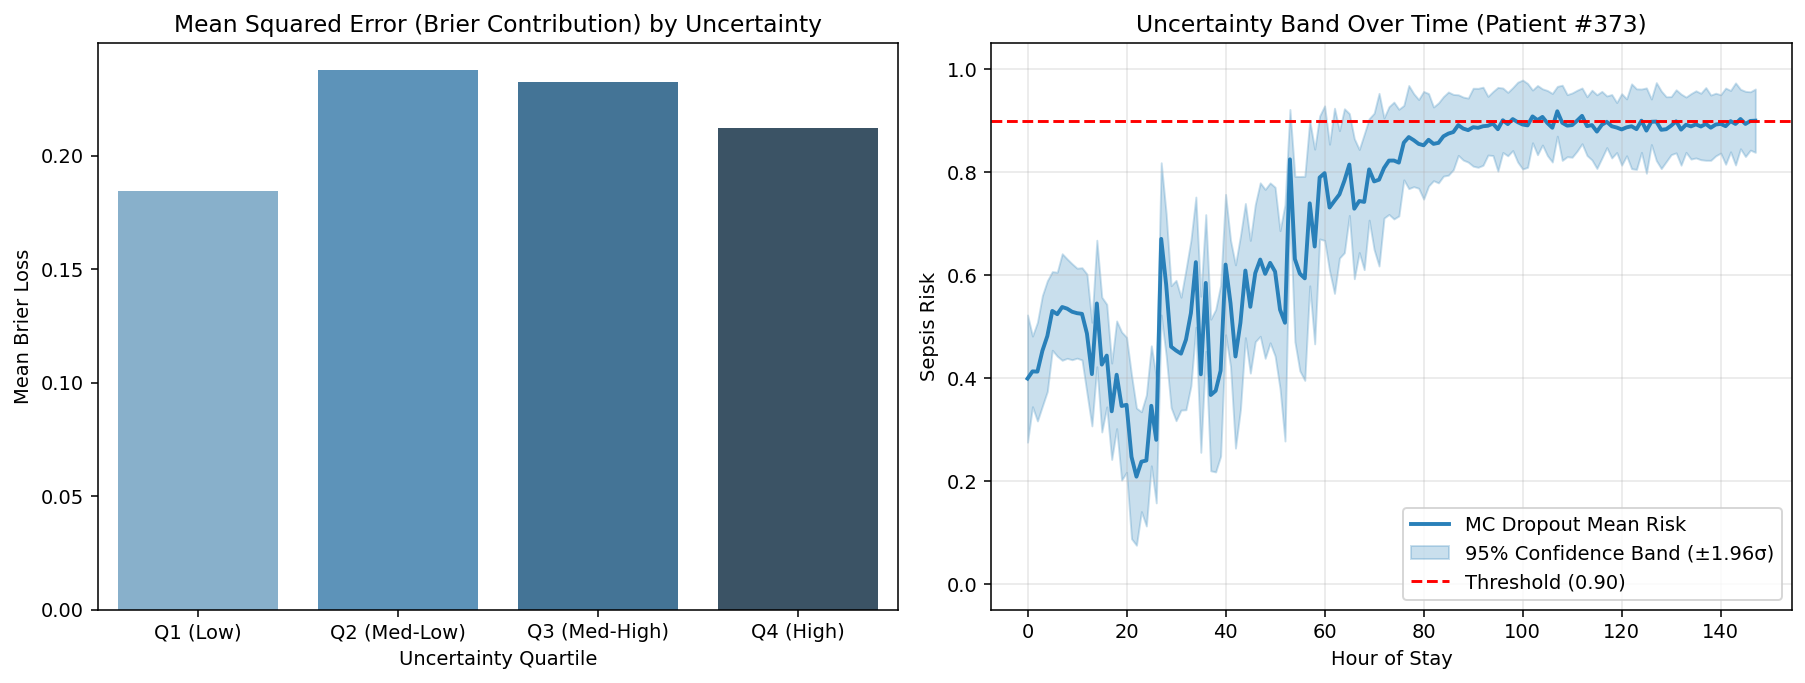 Mean Squared Error (Brier Contribution) by Uncertainty
Mean Brier Loss
0.20
0.15
0.10
0.05
0.00
Q1 (Low)
Q2 (Med-Low)
Q3 (Med-High)
Q4 (High)
Uncertainty Quartile
Uncertainty Band Over Time (Patient #373)
Sepsis Risk
1.0
0.8
0.6
0.4
0.2
0.0
MC Dropout Mean Risk
95% Confidence Band (±1.96σ)
Threshold (0.90)
0 20 40 60 80 100 120 140
Hour of Stay